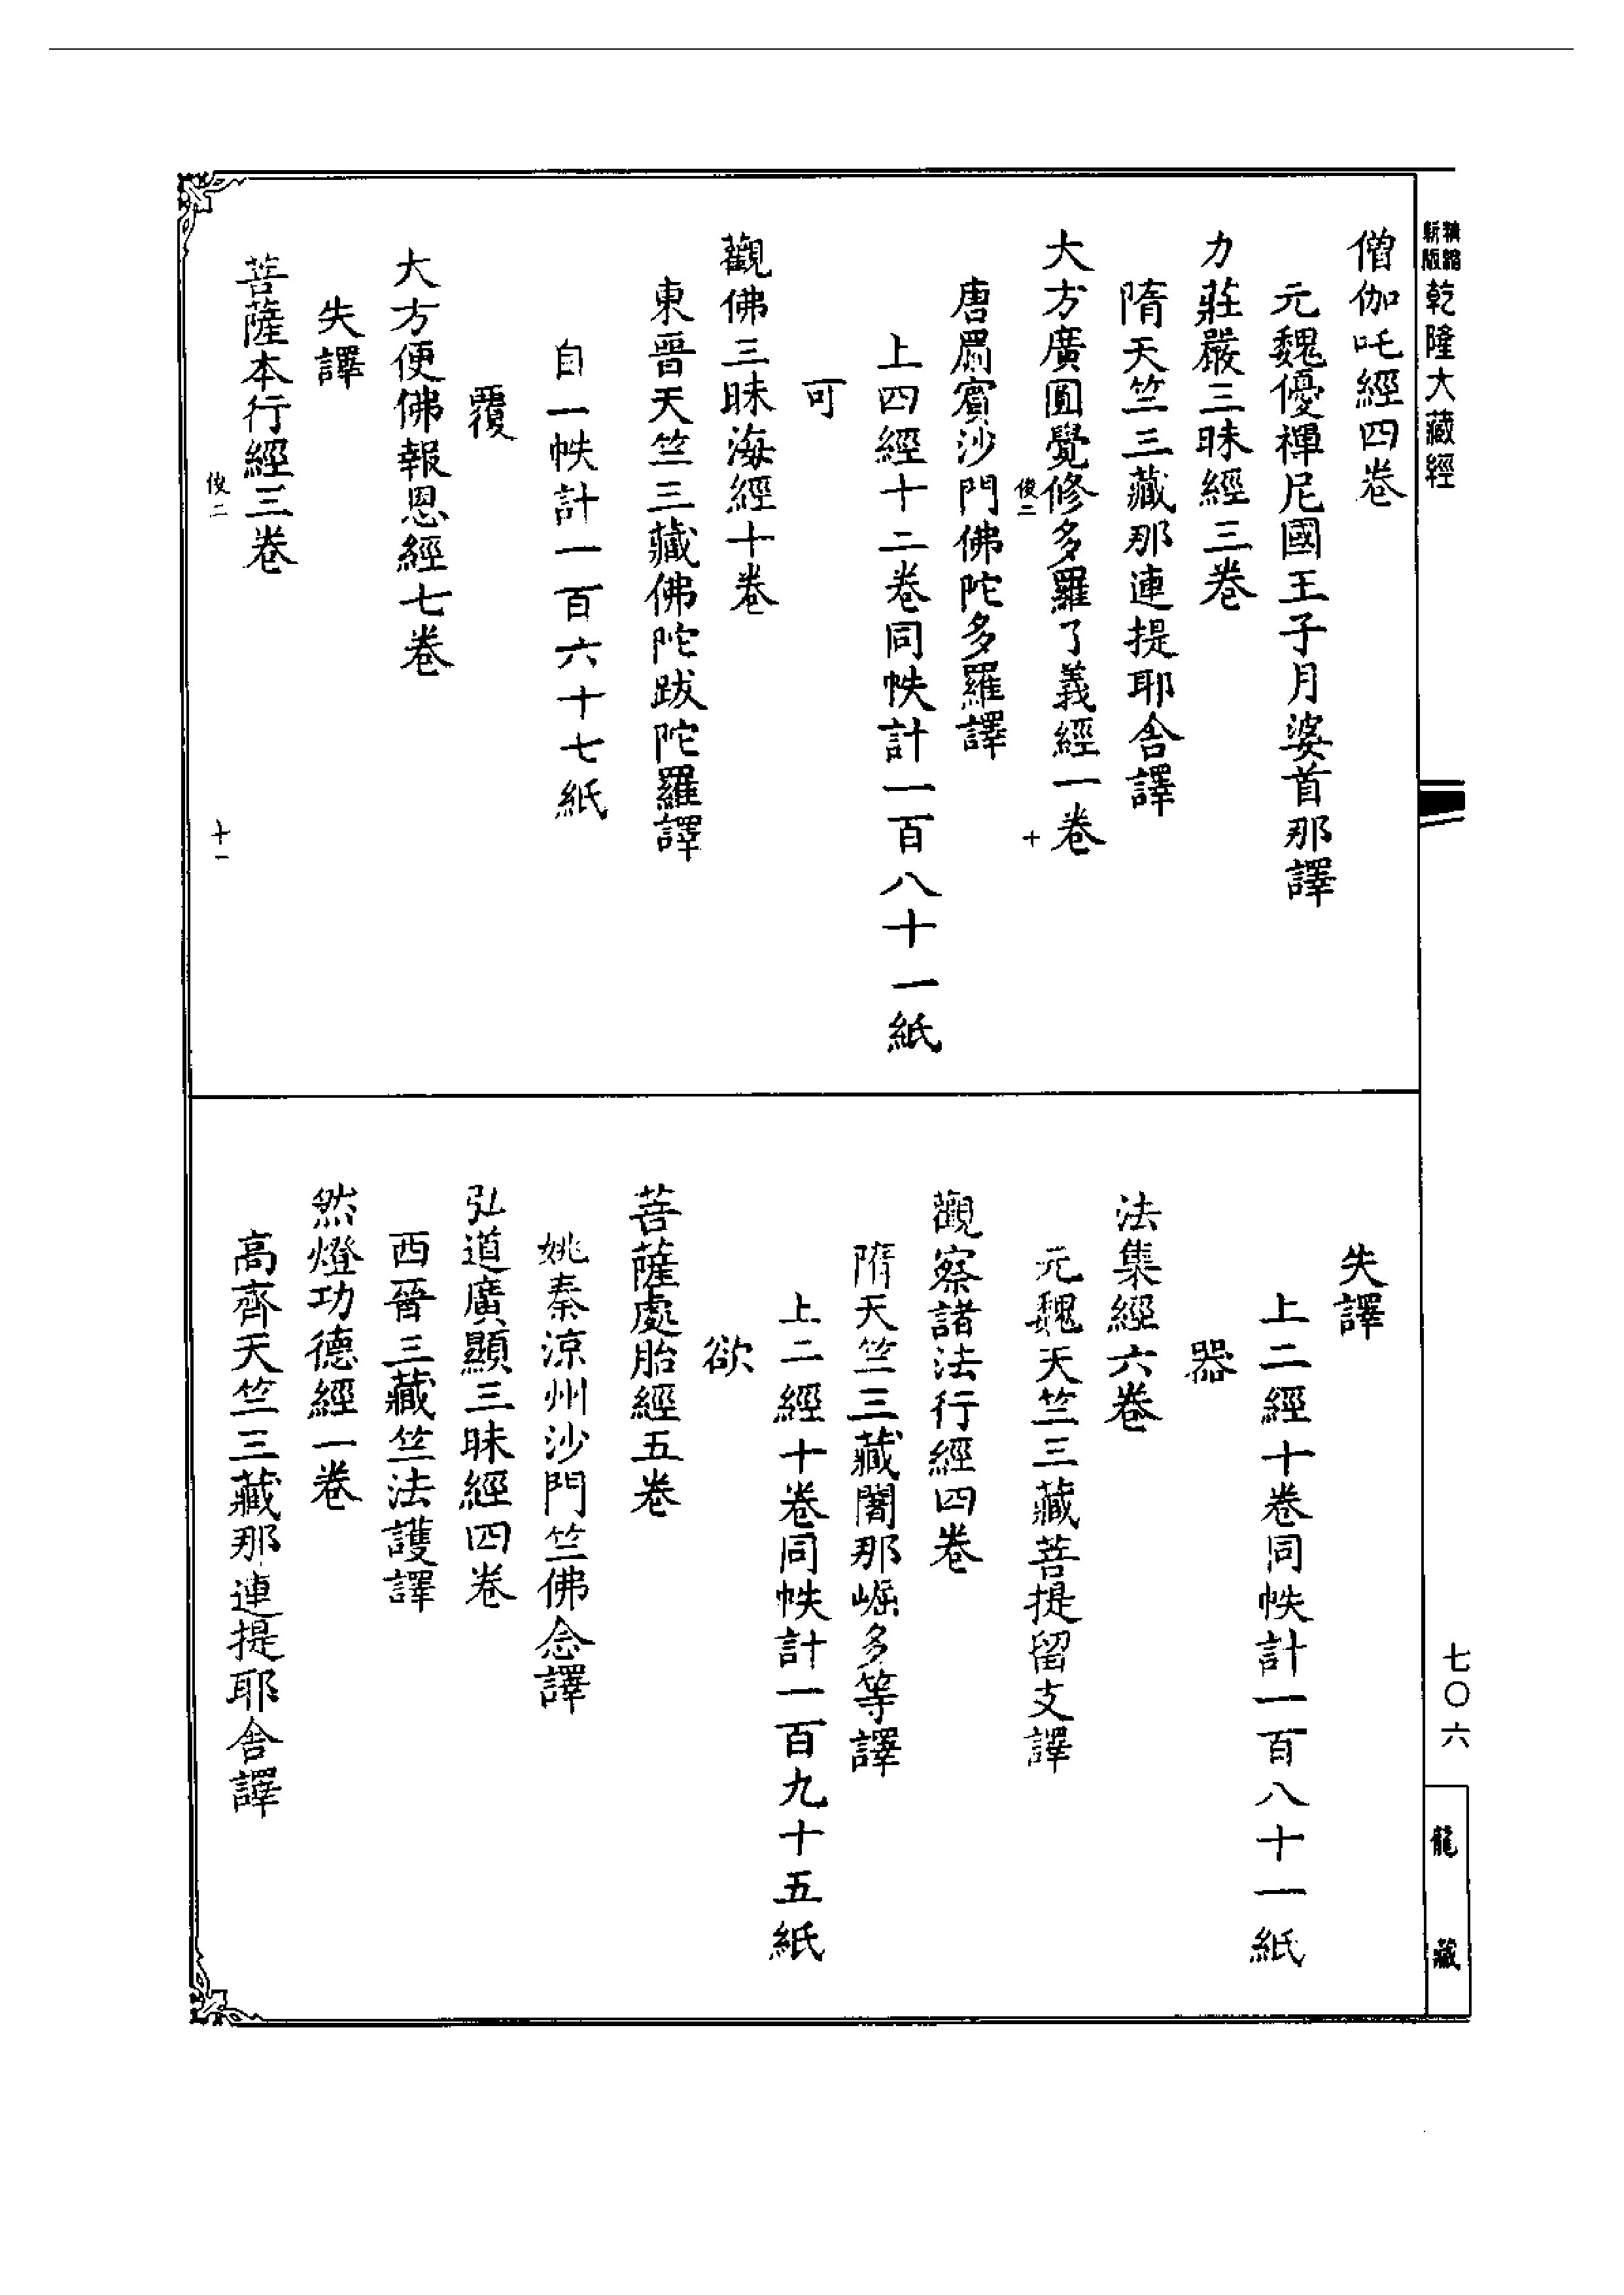 新版精縮乾隆大藏經
僧伽吒經四卷
元魏優禪尼國王子月婆首那譯
力莊嚴三昧經三卷
隋天竺三藏那連提耶舍譯
大方廣圓覺修多羅了義經一卷
俊二 十
唐罽賓沙門佛陀多羅譯
上四經十二卷同帙計一百八十一紙
可
觀佛三昧海經十卷
東晉天竺三藏佛陀跋陀羅譯
自一帙計一百六十七紙
覆
大方便佛報恩經七卷
失譯
菩薩本行經三卷
俊二 十一
失譯
上二經十卷同帙計一百八十一紙
器
法集經六卷
元魏天竺三藏菩提留支譯
觀察諸法行經四卷
隋天竺三藏闍那崛多等譯
上二經十卷同帙計一百九十五紙
欲
菩薩處胎經五卷
姚秦涼州沙門竺佛念譯
弘道廣顯三昧經四卷
西晉三藏竺法護譯
然燈功德經一卷
高齊天竺三藏那連提耶舍譯
七〇六
龍藏